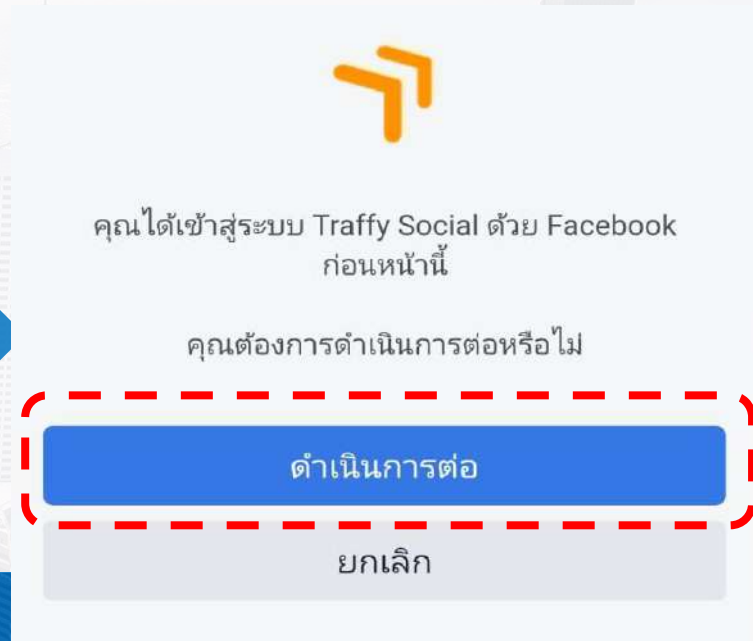 คุณได้เข้าสู่ระบบ Traffy Social ด้วย Facebook
ก่อนหน้านี้
คุณต้องการดำเนินการต่อหรือไม่
ดำเนินการต่อ
ยกเลิก